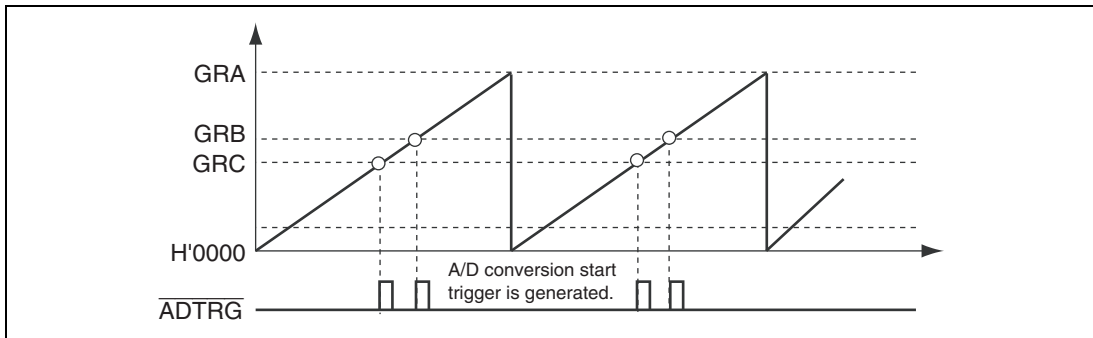 GRA
GRB
GRC
H'0000
A/D conversion start
trigger is generated.
ADTRG